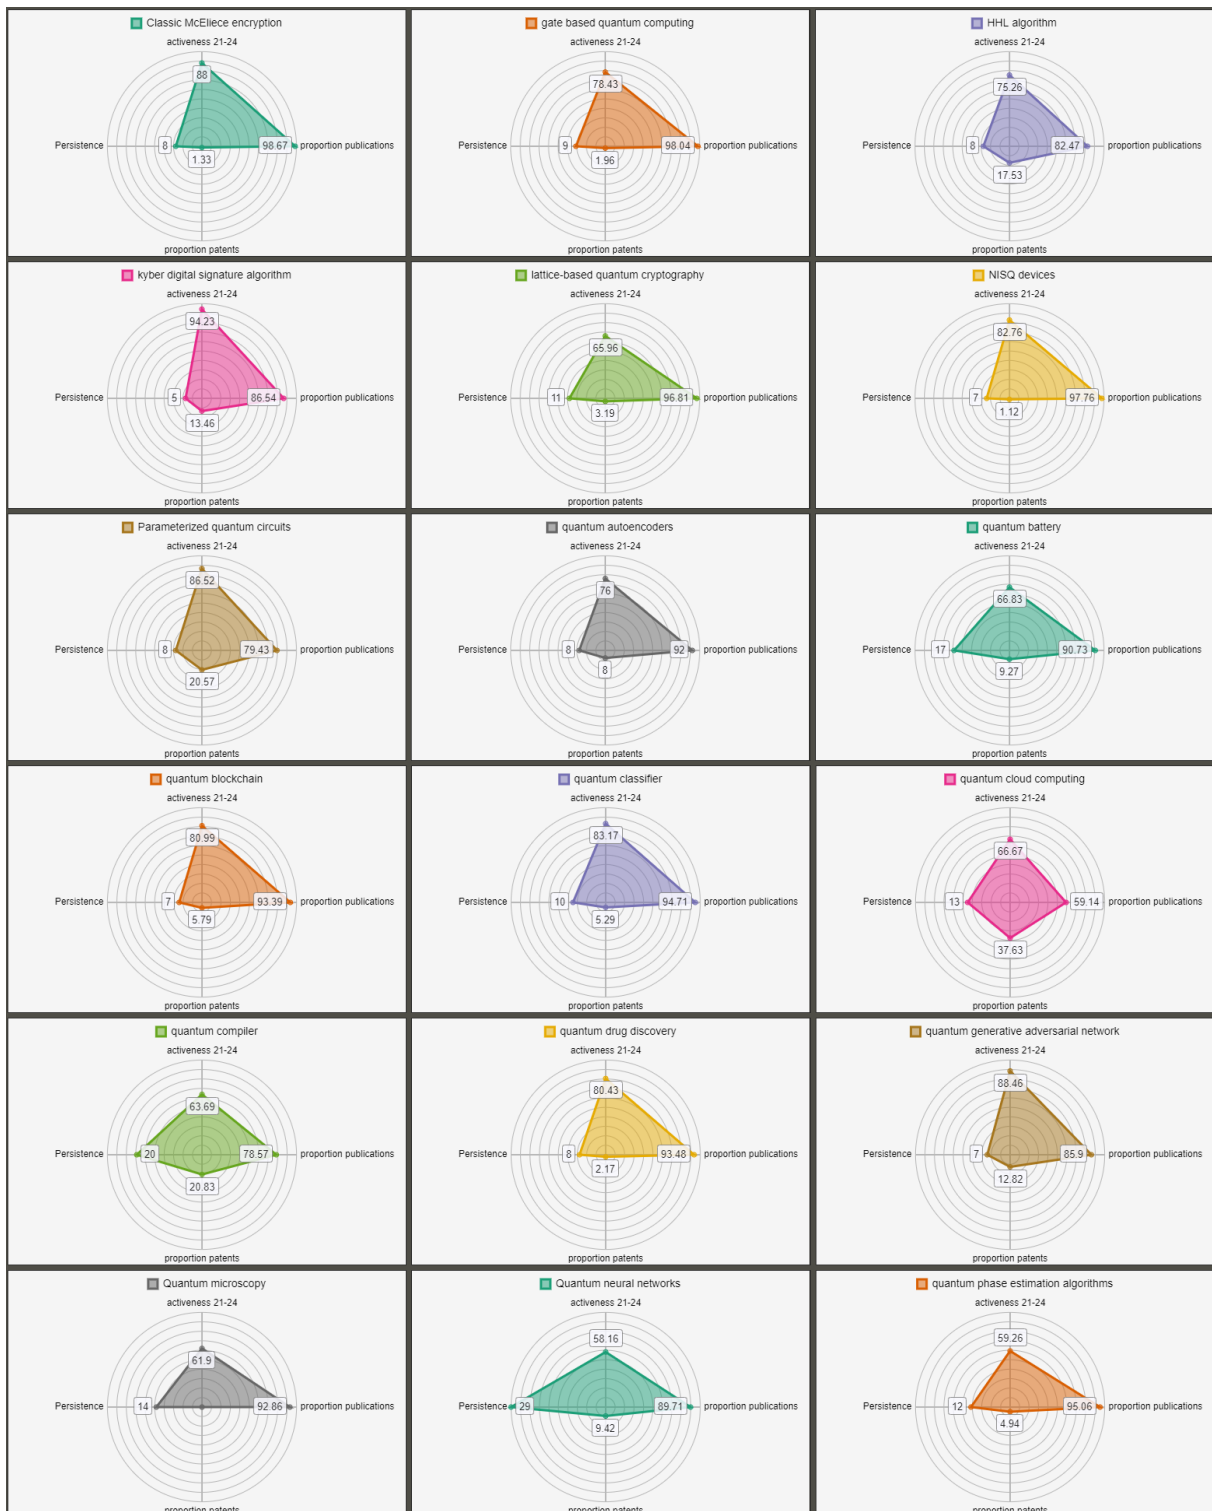 Classic McEliece encryption
activeness 21-24
88
Persistence 8 98.67 proportion publications
1.33
proportion patents
gate based quantum computing
activeness 21-24
78.43
Persistence 9 98.04 proportion publications
1.96
proportion patents
HHL algorithm
activeness 21-24
75.26
Persistence 8 82.47 proportion publications
17.53
proportion patents
kyber digital signature algorithm
activeness 21-24
94.23
Persistence 5 86.54 proportion publications
13.46
proportion patents
lattice-based quantum cryptography
activeness 21-24
65.96
Persistence 11 96.81 proportion publications
3.19
proportion patents
NISQ devices
activeness 21-24
82.76
Persistence 7 97.76 proportion publications
1.12
proportion patents
Parameterized quantum circuits
activeness 21-24
86.52
Persistence 8 79.43 proportion publications
20.57
proportion patents
quantum autoencoders
activeness 21-24
76
Persistence 8 92 proportion publications
8
proportion patents
quantum battery
activeness 21-24
66.83
Persistence 17 90.73 proportion publications
9.27
proportion patents
quantum blockchain
activeness 21-24
80.99
Persistence 7 93.39 proportion publications
5.79
proportion patents
quantum classifier
activeness 21-24
83.17
Persistence 10 94.71 proportion publications
5.29
proportion patents
quantum cloud computing
activeness 21-24
66.67
Persistence 13 59.14 proportion publications
37.63
proportion patents
quantum compiler
activeness 21-24
63.69
Persistence 20 78.57 proportion publications
20.83
proportion patents
quantum drug discovery
activeness 21-24
80.43
Persistence 8 93.48 proportion publications
2.17
proportion patents
quantum generative adversarial network
activeness 21-24
88.46
Persistence 7 85.9 proportion publications
12.82
proportion patents
Quantum microscopy
activeness 21-24
61.9
Persistence 14 92.86 proportion publications
proportion patents
Quantum neural networks
activeness 21-24
58.16
Persistence 29 89.71 proportion publications
9.42
proportion patents
quantum phase estimation algorithms
activeness 21-24
59.26
Persistence 12 95.06 proportion publications
4.94
proportion patents